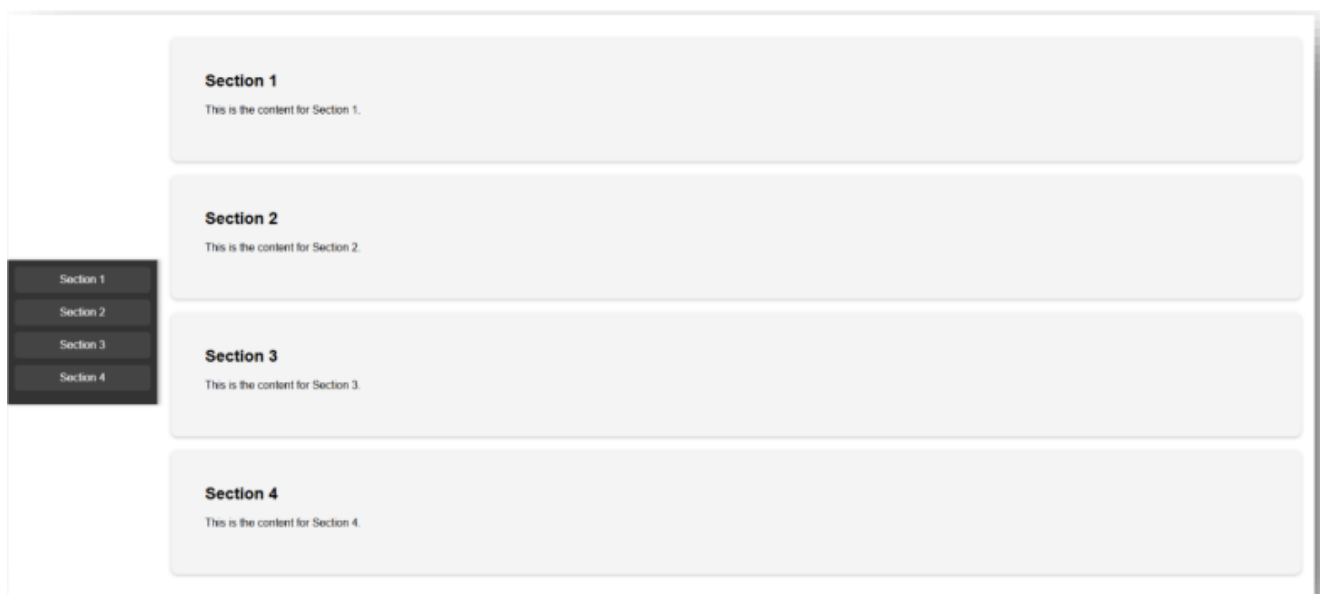 Section 1
This is the content for Section 1.
Section 2
This is the content for Section 2.
Section 1
Section 2
Section 3
Section 4
Section 3
This is the content for Section 3.
Section 4
This is the content for Section 4.